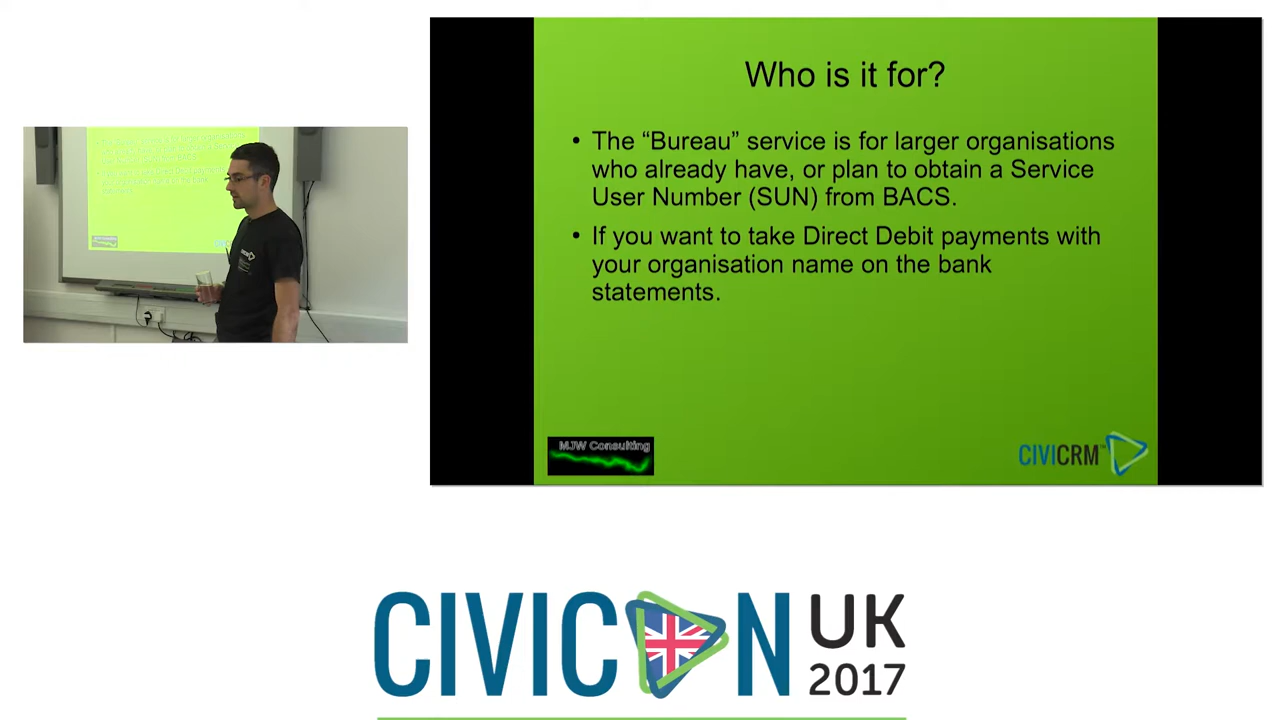 Who is it for?
• The “Bureau” service is for larger organisations
who already have, or plan to obtain a Service
User Number (SUN) from BACS.
• If you want to take Direct Debit payments with
your organisation name on the bank
statements.
MJW Consulting
CIVICRM™
CIVICON UK
2017